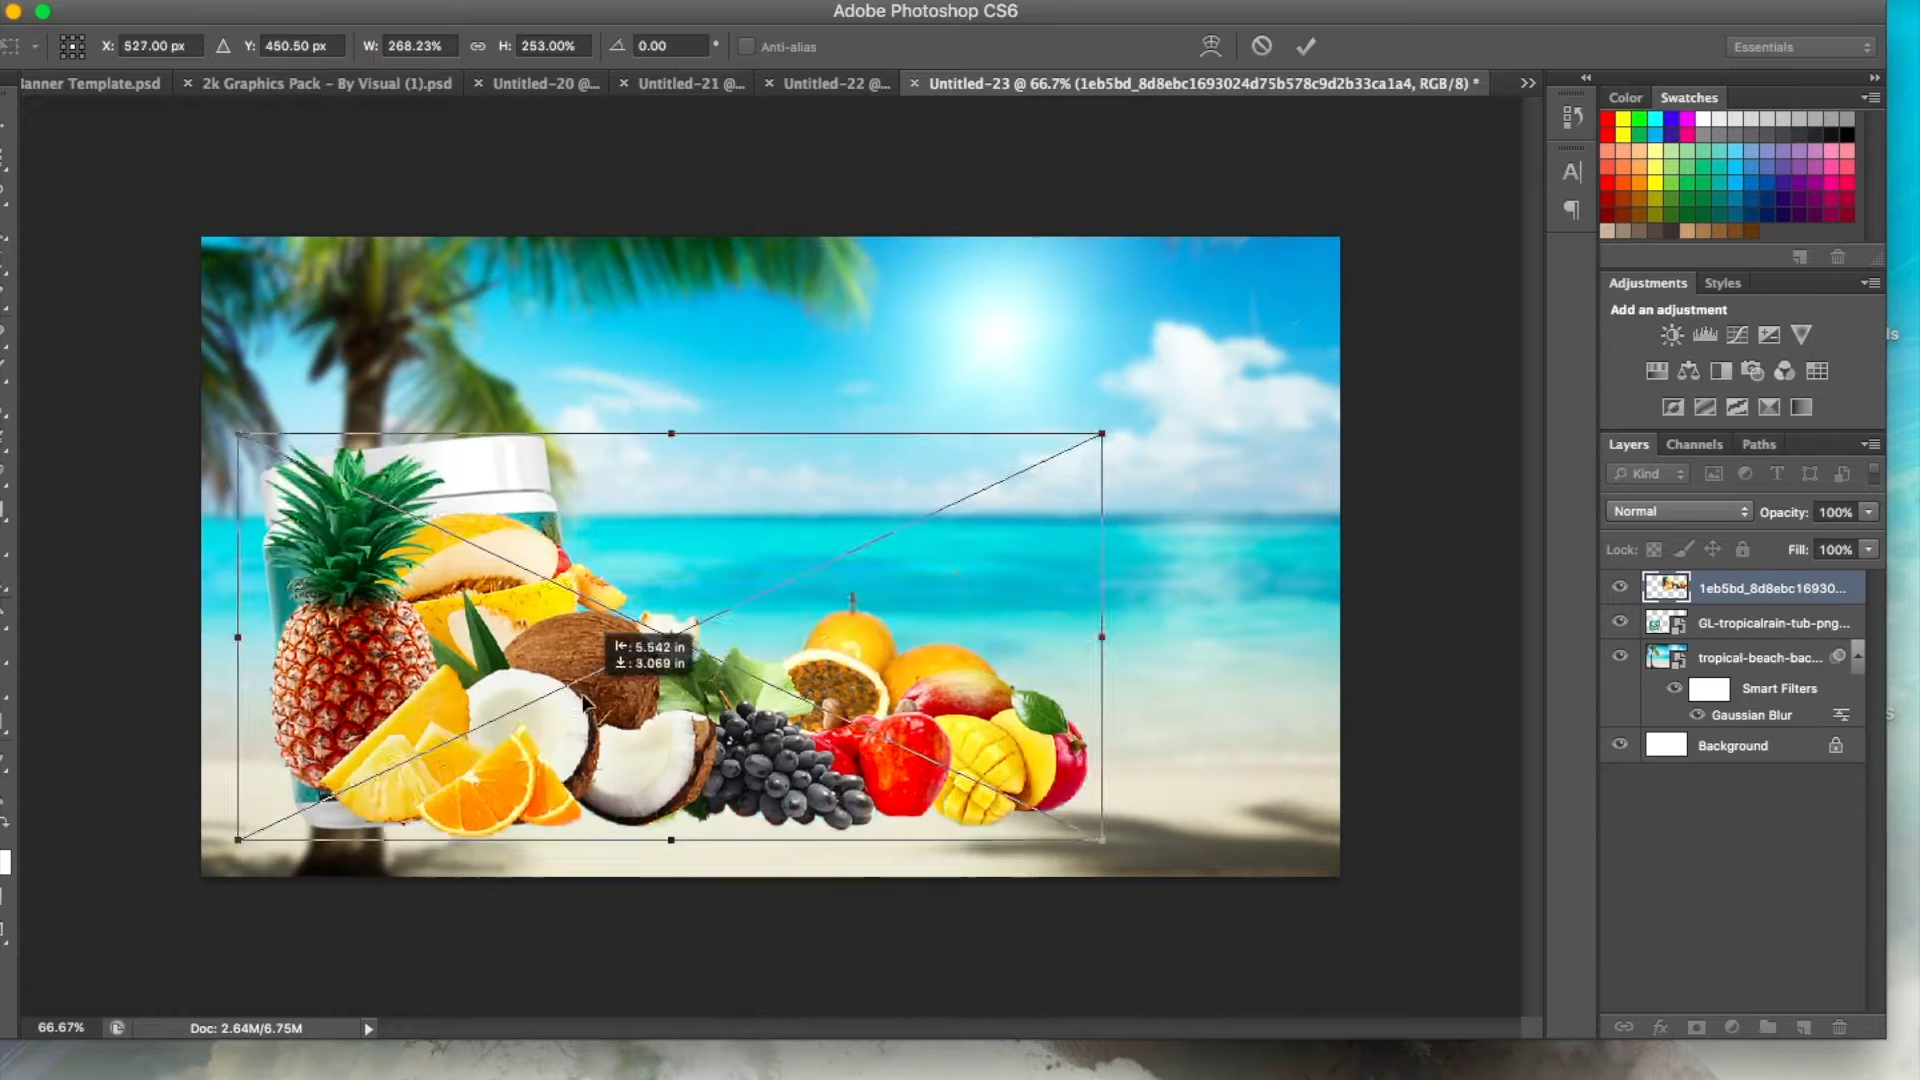 Adobe Photoshop CS6
X: 527.00 px Y: 450.50 px W: 268.23% H: 253.00% 0.00 ° Anti-alias Essentials
anner Template.psd × 2k Graphics Pack - By Visual (1).psd × Untitled-20 @... × Untitled-21 @... × Untitled-22 @... × Untitled-23 @ 66.7% (1eb5bd_8d8ebc1693024d75b578c9d2b33ca1a4, RGB/8) *
Color Swatches
Adjustments Styles
Add an adjustment
Layers Channels Paths
Kind
Normal Opacity: 100%
Lock: Fill: 100%
1eb5bd_8d8ebc16930...
GL-tropicalrain-tub-png...
tropical-beach-bac...
Smart Filters
Gaussian Blur
Background
: 5.542 in
: 3.069 in
66.67% Doc: 2.64M/6.75M